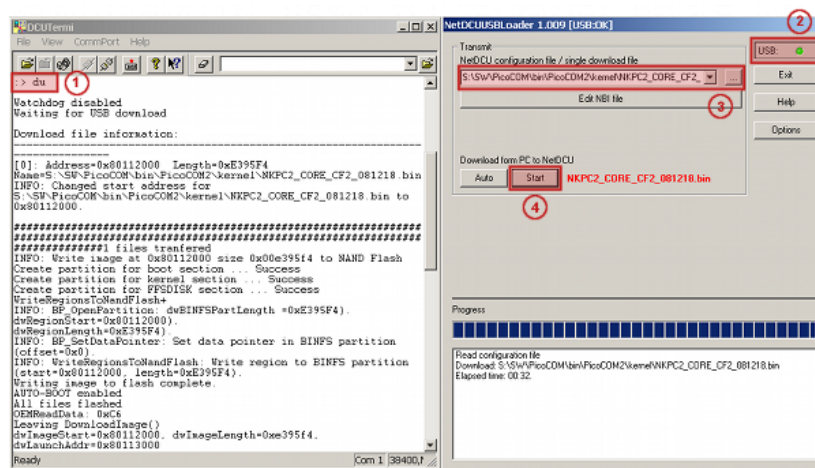 DCUTermi
File View CommPort Help
1
:> du
Watchdog disabled
Waiting for USB download
Download file information:
[0]: Address=0x80112000 Length=0xE395F4
Name=S:\SW\PicoCOM\bin\PicoCOM2\kernel\NKPC2_CORE_CF2_081218.bin
INFO: Changed start address for
S:\SW\PicoCOM\bin\PicoCOM2\kernel\NKPC2_CORE_CF2_081218.bin to
0x80112000.
################################################################
################################################################
##############1 files tranfered
INFO: Write image at 0x80112000 size 0x00e395f4 to NAND Flash
Create partition for boot section ... Success
Create partition for kernel section ... Success
Create partition for FFSDISK section ... Success
WriteRegionsToNandFlash+
INFO: BP_OpenPartition: dwBINFSPartLength =0xE395F4).
dwRegionStart=0x80112000).
dwRegionLength=0xE395F4).
INFO: BP_SetDataPointer: Set data pointer in BINFS partition
(offset=0x0).
INFO: WriteRegionsToNandFlash: Write region to BINFS partition
(start=0x80112000, length=0xE395F4).
Writing image to flash complete.
AUTO-BOOT enabled
All files flashed
OEMReadData: 0xC6
Leaving DownloadImage()
dwImageStart=0x80112000, dwImageLength=0xe395f4,
dwLaunchAddr=0x80113000
Ready
Com 1
38400,
NetDCUUSBLoader 1.009 [USB:OK]
2
Transmit
NetDCU configuration file / single download file
S:\SW\PicoCOM\bin\PicoCOM2\kernel\NKPC2_CORE_CF2_
...
3
Edit NBI file
USB:
Exit
Help
Options
Download form PC to NetDCU
Auto
Start
NKPC2_CORE_CF2_081218.bin
4
Progress
Read configuration file
Download: S:\SW\PicoCOM\bin\PicoCOM2\kernel\NKPC2_CORE_CF2_081218.bin
Elapsed time: 00:32.